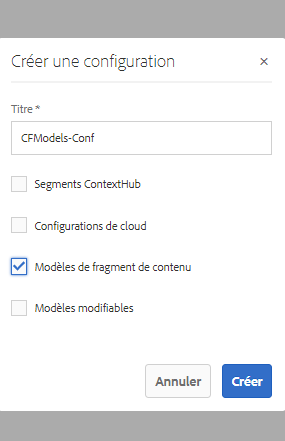 Créer une configuration
×
Titre *
CFModels-Conf
Segments ContextHub
Configurations de cloud
Modèles de fragment de contenu
Modèles modifiables
Annuler
Créer